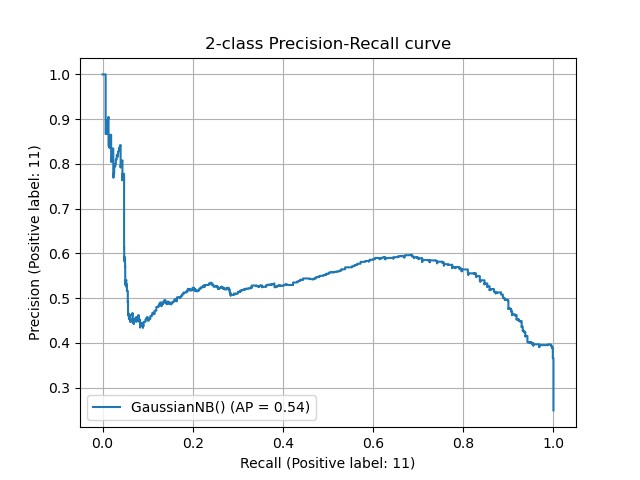 2-class Precision-Recall curve
1.0
0.9
0.8
0.7
0.6
0.5
0.4
0.3
Precision (Positive label: 11)
GaussianNB() (AP = 0.54)
0.0 0.2 0.4 0.6 0.8 1.0
Recall (Positive label: 11)